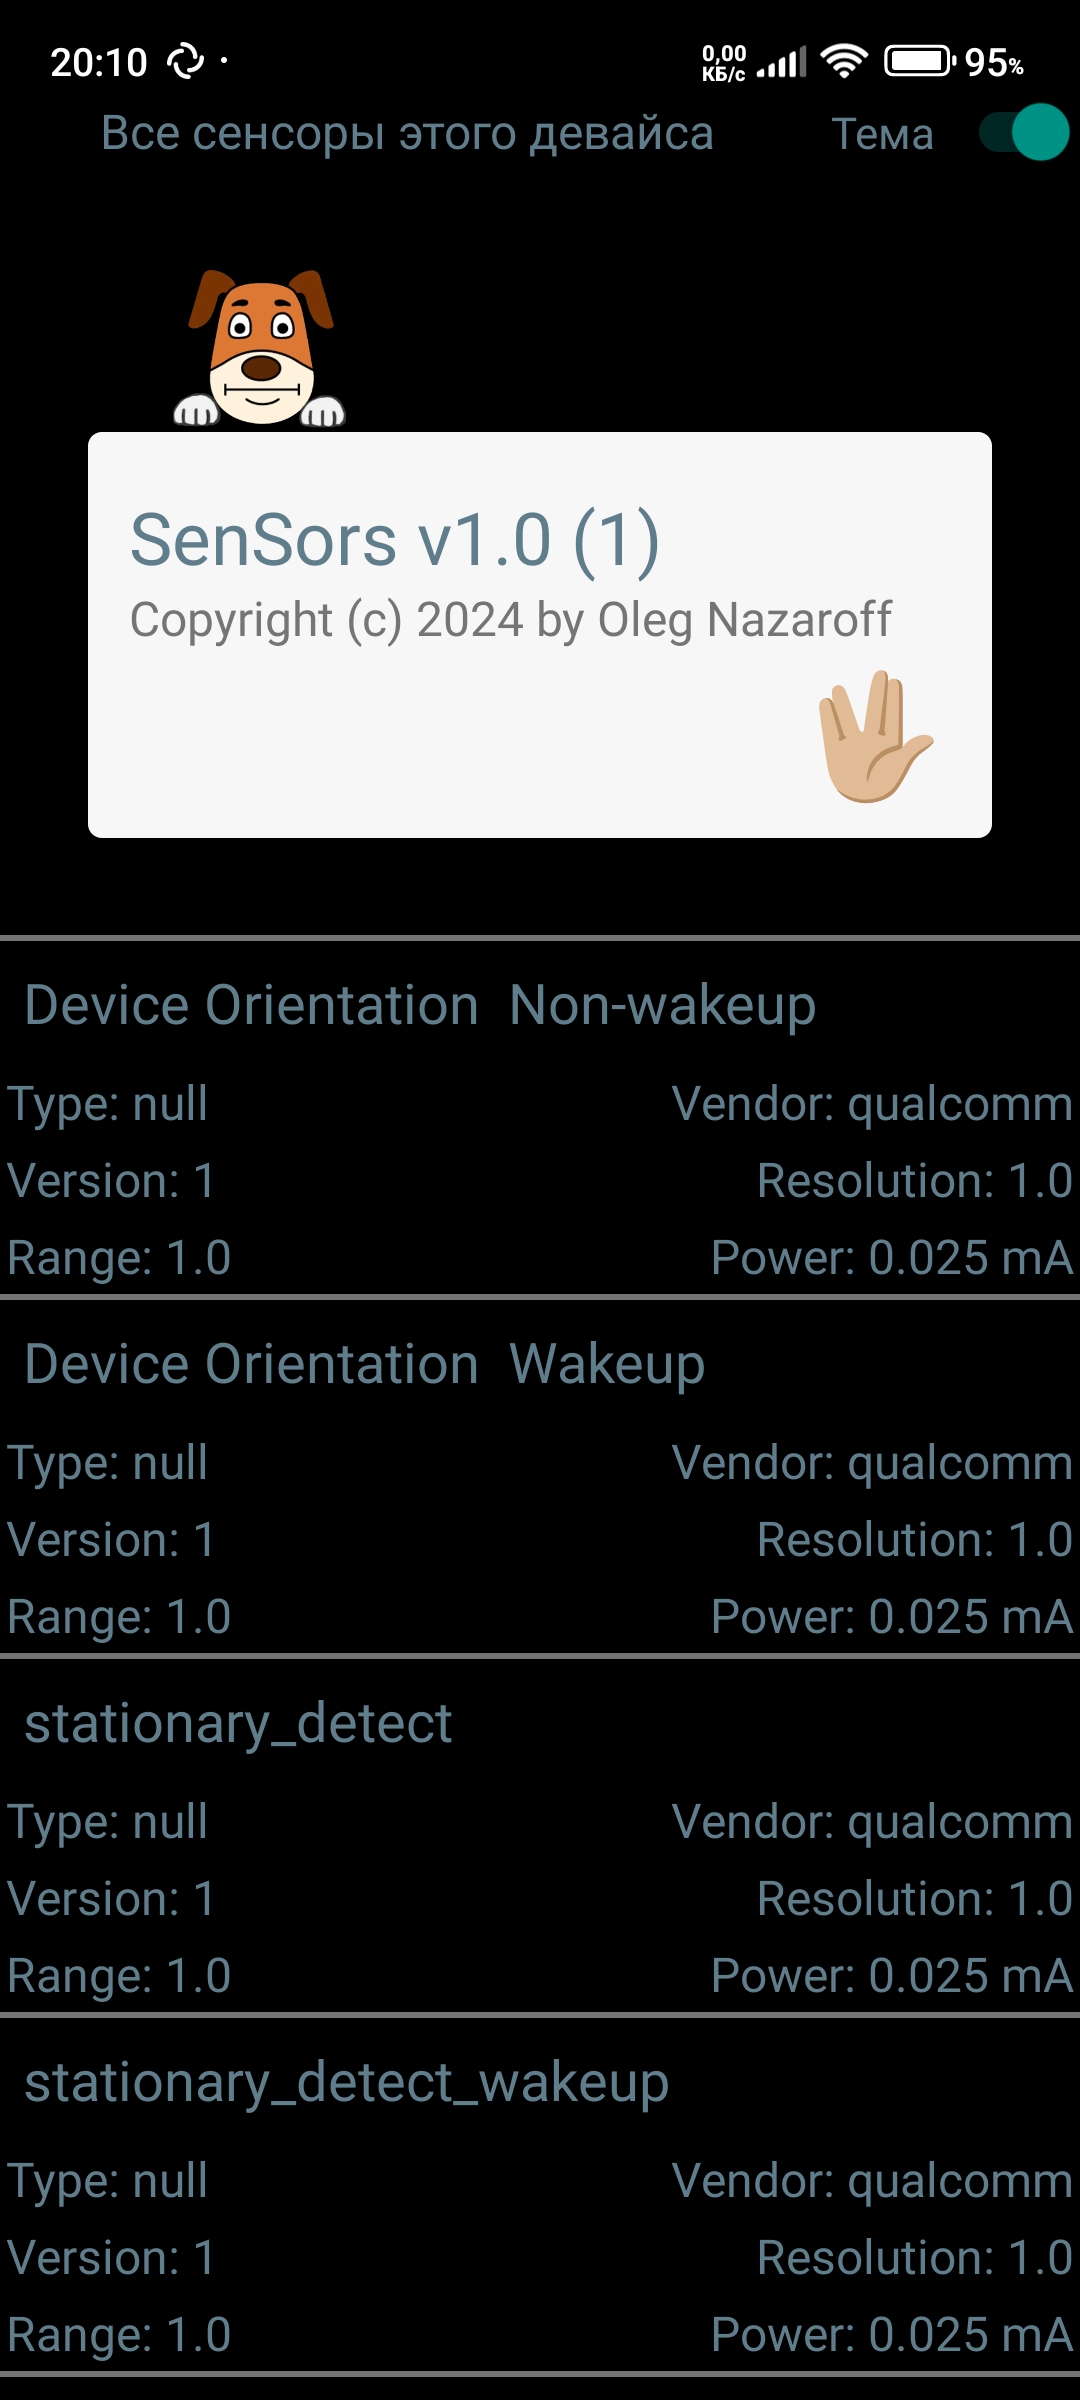 20:10
0,00 КБ/с
95%
Все сенсоры этого девайса Тема
SenSors v1.0 (1)
Copyright (c) 2024 by Oleg Nazaroff
Device Orientation  Non-wakeup
Type: null Vendor: qualcomm
Version: 1 Resolution: 1.0
Range: 1.0 Power: 0.025 mA
Device Orientation  Wakeup
Type: null Vendor: qualcomm
Version: 1 Resolution: 1.0
Range: 1.0 Power: 0.025 mA
stationary_detect
Type: null Vendor: qualcomm
Version: 1 Resolution: 1.0
Range: 1.0 Power: 0.025 mA
stationary_detect_wakeup
Type: null Vendor: qualcomm
Version: 1 Resolution: 1.0
Range: 1.0 Power: 0.025 mA